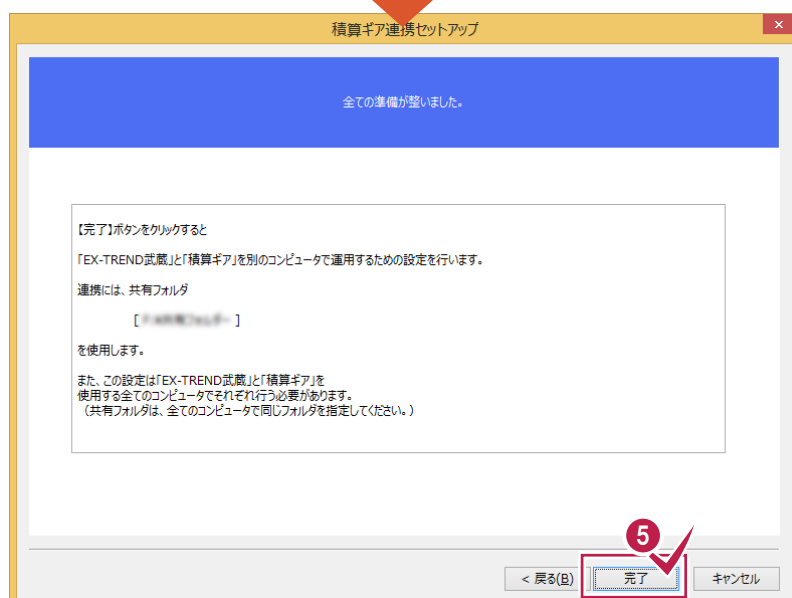 積算ギア連携セットアップ
全ての準備が整いました。
【完了】ボタンをクリックすると
「EX-TREND武蔵」と「積算ギア」を別のコンピュータで運用するための設定を行います。
連携には、共有フォルダ
[ ]
を使用します。
また、この設定は「EX-TREND武蔵」と「積算ギア」を
使用する全てのコンピュータでそれぞれ行う必要があります。
（共有フォルダは、全てのコンピュータで同じフォルダを指定してください。）
5
< 戻る(B) 完了 キャンセル